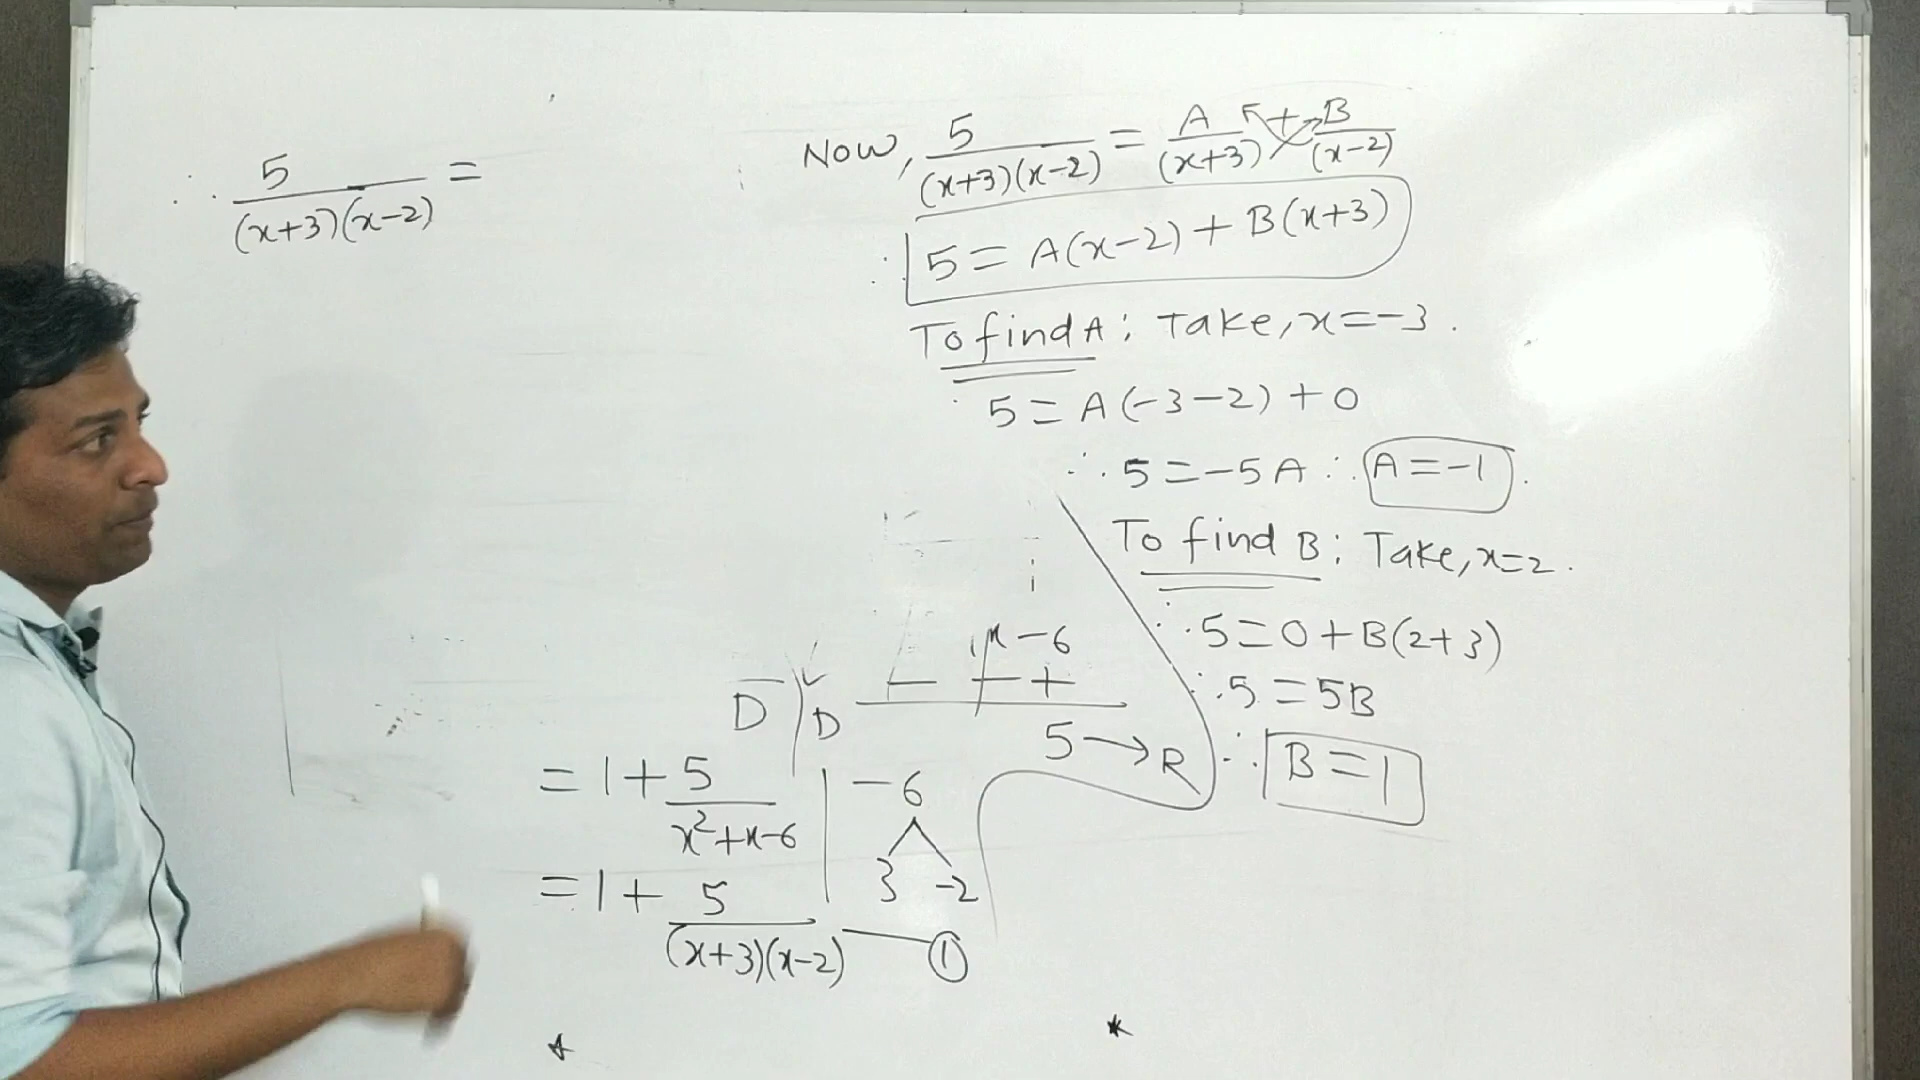 ∴ 5/((x+3)(x-2)) =
Now, 5/((x+3)(x-2)) = A/(x+3) + B/(x-2)
∴ 5 = A(x-2) + B(x+3)
To find A: Take, x=-3.
5 = A(-3-2) + 0
∴ 5 = -5A ∴ A = -1.
To find B: Take, x=2.
∴ 5 = 0 + B(2+3)
∴ 5 = 5B
∴ B = 1
x-6
- - +
D D
5 → R
= 1 + 5/(x²+x-6)
-6
3 -2
= 1 + 5/((x+3)(x-2)) — ①